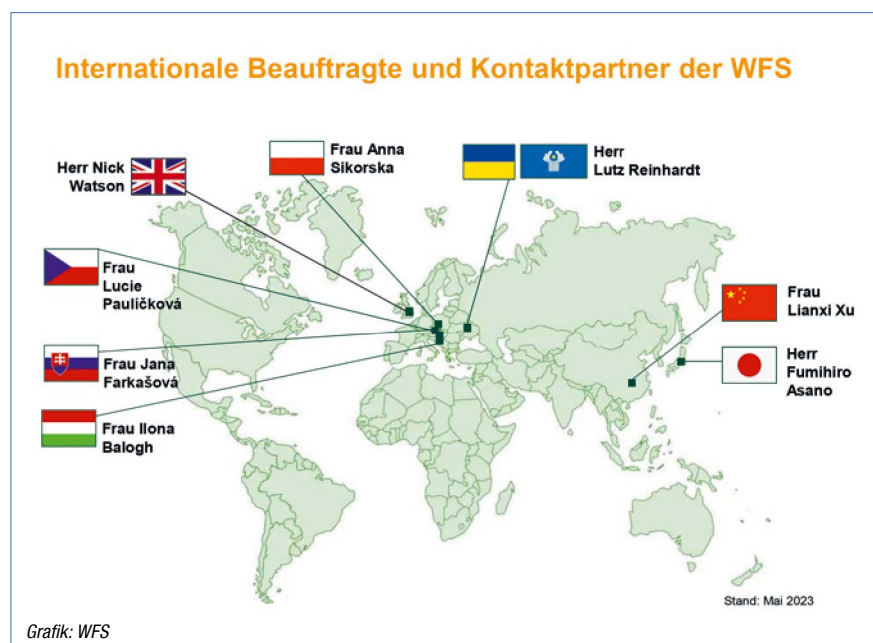 Internationale Beauftragte und Kontaktpartner der WFS
Herr Nick
Watson
Frau Anna
Sikorska
Herr
Lutz Reinhardt
Frau
Lucie
Paulíčková
Frau Jana
Farkašová
Frau Ilona
Balogh
Frau
Lianxi Xu
Herr
Fumihiro
Asano
Stand: Mai 2023
Grafik: WFS